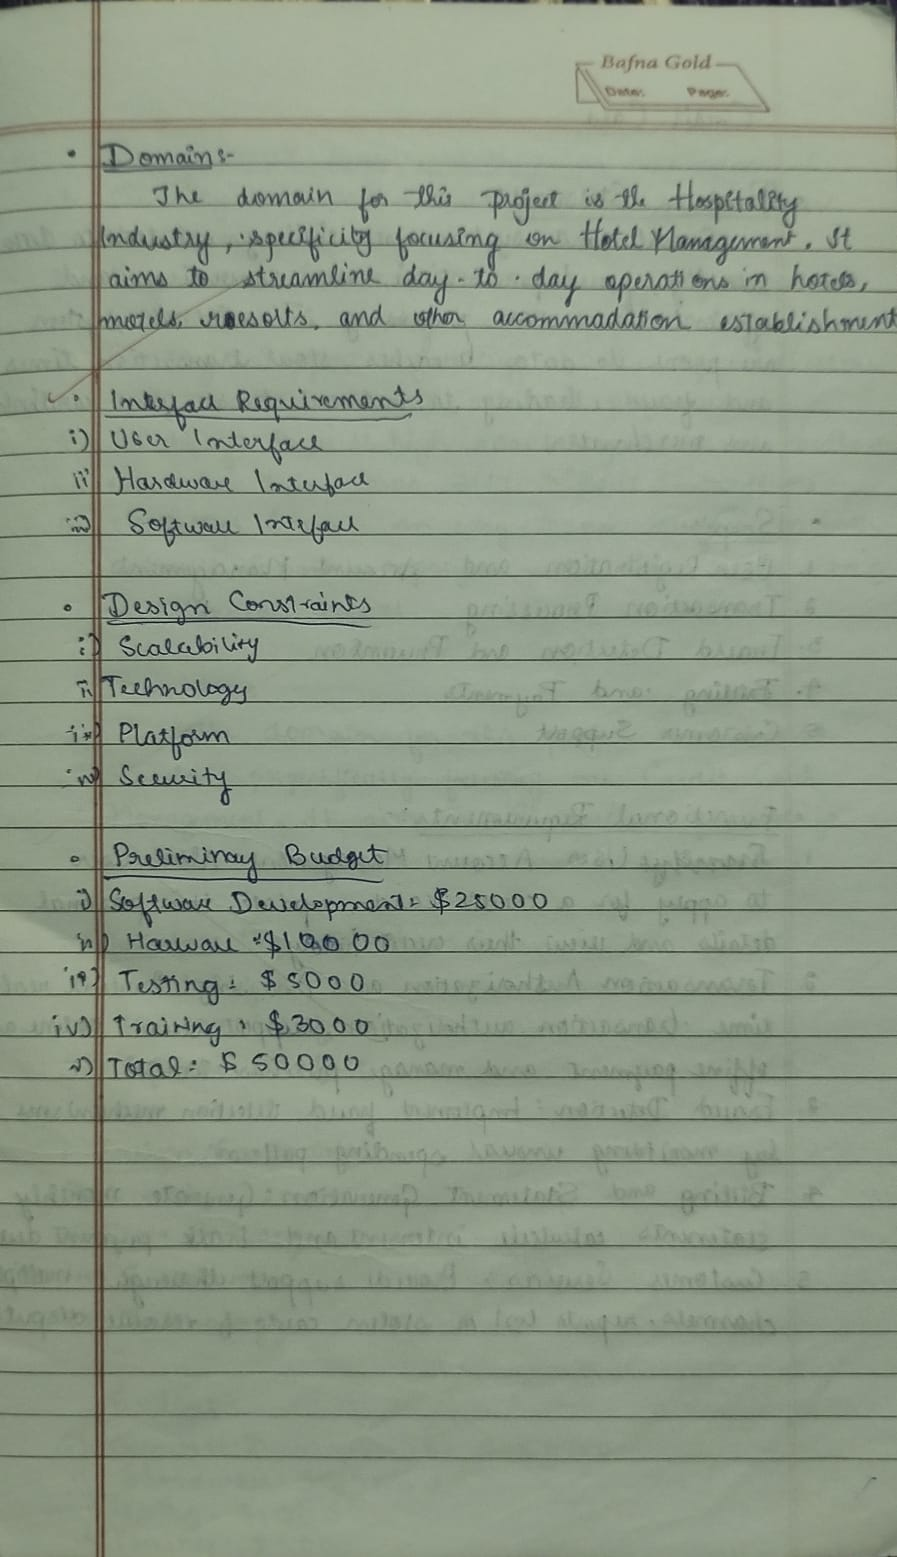 Bafna Gold
Date: Page:
• Domain:-
The domain for this project is the Hospitality
Industry, specificity focusing on Hotel Management. It
aims to streamline day-to-day operations in hotels,
motels, resolts, and other accommadation establishment
• Interface Requirements
i) User Interface
ii) Hardware Interface
iii) Software Interface
• Design Constraints
i) Scalability
ii) Technology
iii) Platform
iv) Security
• Preliminary Budget
i) Software Development: $25000
ii) Harware : $10000
iii) Testing : $5000
iv) Training : $3000
v) Total : $50000